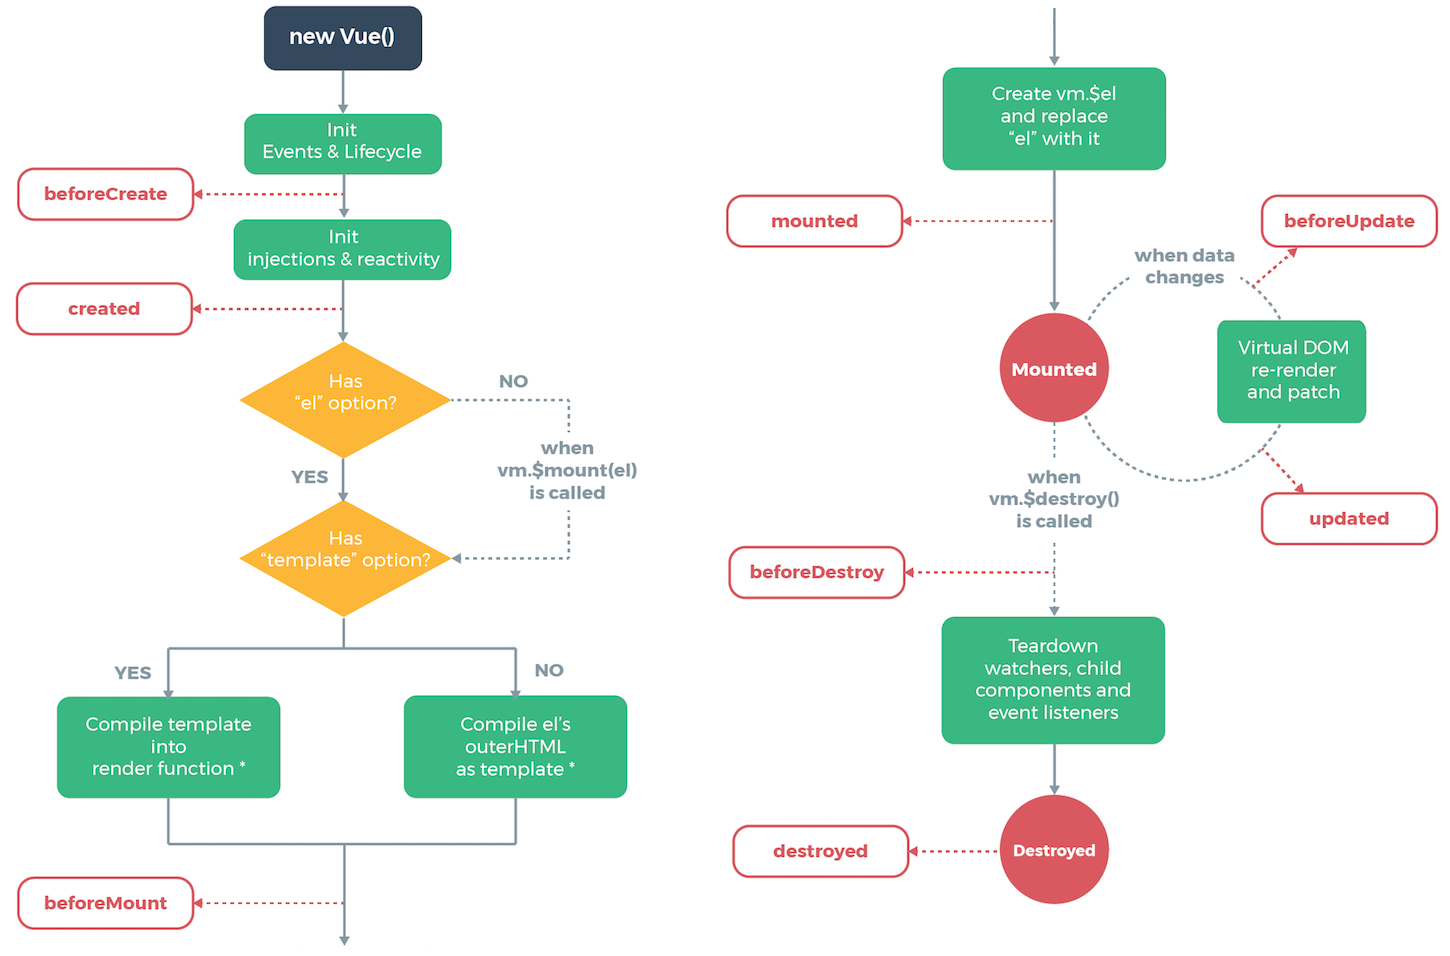 new Vue()
Init
Events & Lifecycle
beforeCreate
Init
injections & reactivity
created
Has
“el” option?
NO
when
vm.$mount(el)
is called
YES
Has
“template” option?
YES
NO
Compile template
into
render function *
Compile el’s
outerHTML
as template *
beforeMount
Create vm.$el
and replace
“el” with it
mounted
beforeUpdate
when data
changes
Mounted
Virtual DOM
re-render
and patch
when
vm.$destroy()
is called
updated
beforeDestroy
Teardown
watchers, child
components and
event listeners
destroyed
Destroyed